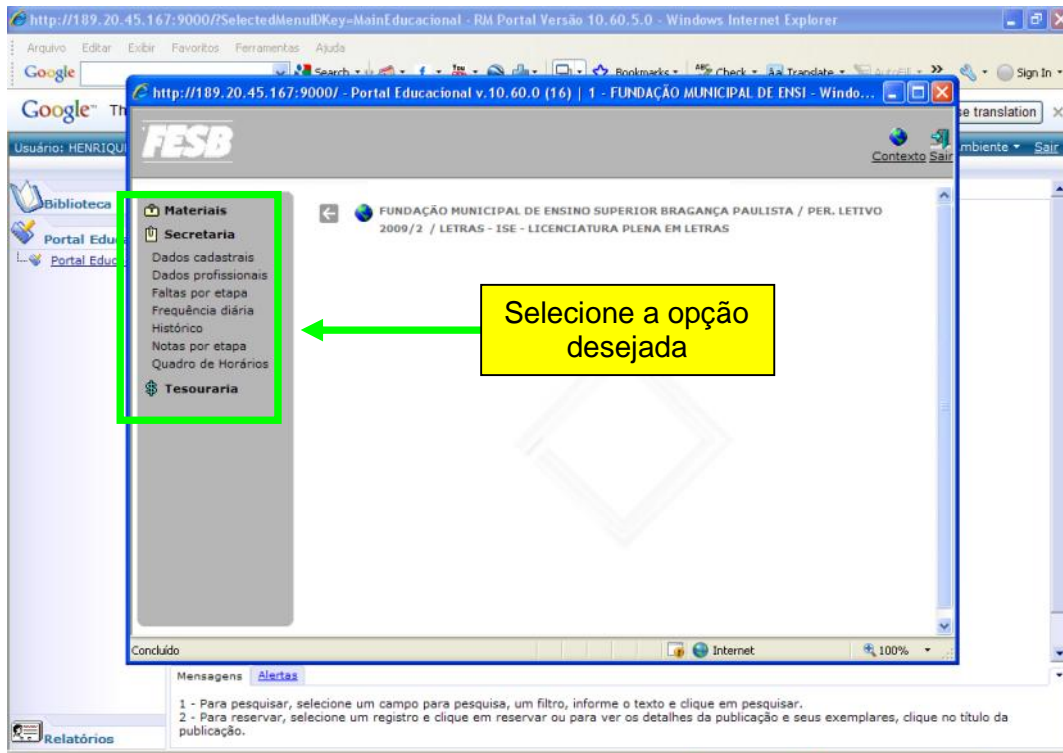 http://189.20.45.167:9000/?SelectedMenuIDKey=MainEducacional - RM Portal Versão 10.60.5.0 - Windows Internet Explorer
Arquivo Editar Exibir Favoritos Ferramentas Ajuda
Google Search Bookmarks Check Translate AutoFill Sign In
http://189.20.45.167:9000/ - Portal Educacional v.10.60.0 (16) | 1 - FUNDAÇÃO MUNICIPAL DE ENSI - Windo...
Google Th
se translation
Usuário: HENRIQU
mbiente Sair
FESB
Contexto Sair
Biblioteca
Portal Educa
Portal Educ
Materiais
Secretaria
Dados cadastrais
Dados profissionais
Faltas por etapa
Frequência diária
Histórico
Notas por etapa
Quadro de Horários
Tesouraria
FUNDAÇÃO MUNICIPAL DE ENSINO SUPERIOR BRAGANÇA PAULISTA / PER. LETIVO
2009/2 / LETRAS - ISE - LICENCIATURA PLENA EM LETRAS
Selecione a opção
desejada
Concluído Internet 100%
Mensagens Alertas
1 - Para pesquisar, selecione um campo para pesquisa, um filtro, informe o texto e clique em pesquisar.
2 - Para reservar, selecione um registro e clique em reservar ou para ver os detalhes da publicação e seus exemplares, clique no título da
publicação.
Relatórios